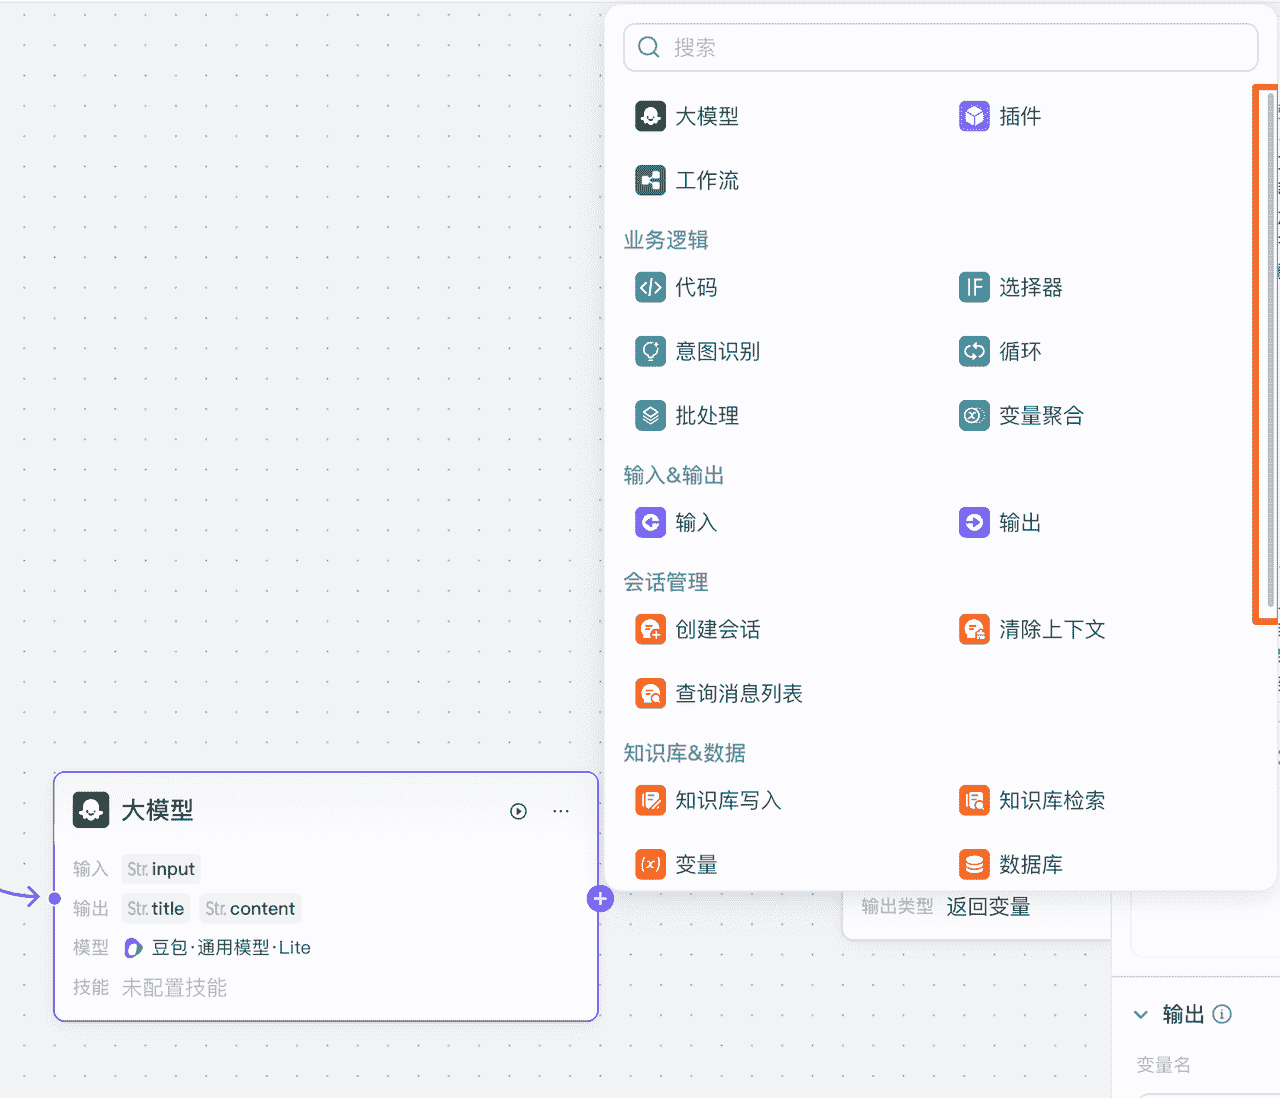 搜索
大模型
插件
工作流
业务逻辑
代码
IF 选择器
意图识别
循环
批处理
变量聚合
输入&输出
输入
输出
会话管理
创建会话
清除上下文
查询消息列表
知识库&数据
知识库写入
知识库检索
(x) 变量
数据库
大模型
输入 Str. input
输出 Str. title Str. content
模型 豆包·通用模型·Lite
技能 未配置技能
输出类型 返回变量
输出
变量名